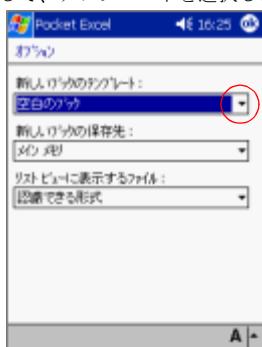 Pocket Excel 16:25 ok
オプション
新しいブックのテンプレート:
空白のブック
新しいブックの保存先:
メイン メモリ
リスト ビューに表示するファイル:
認識できる形式
A